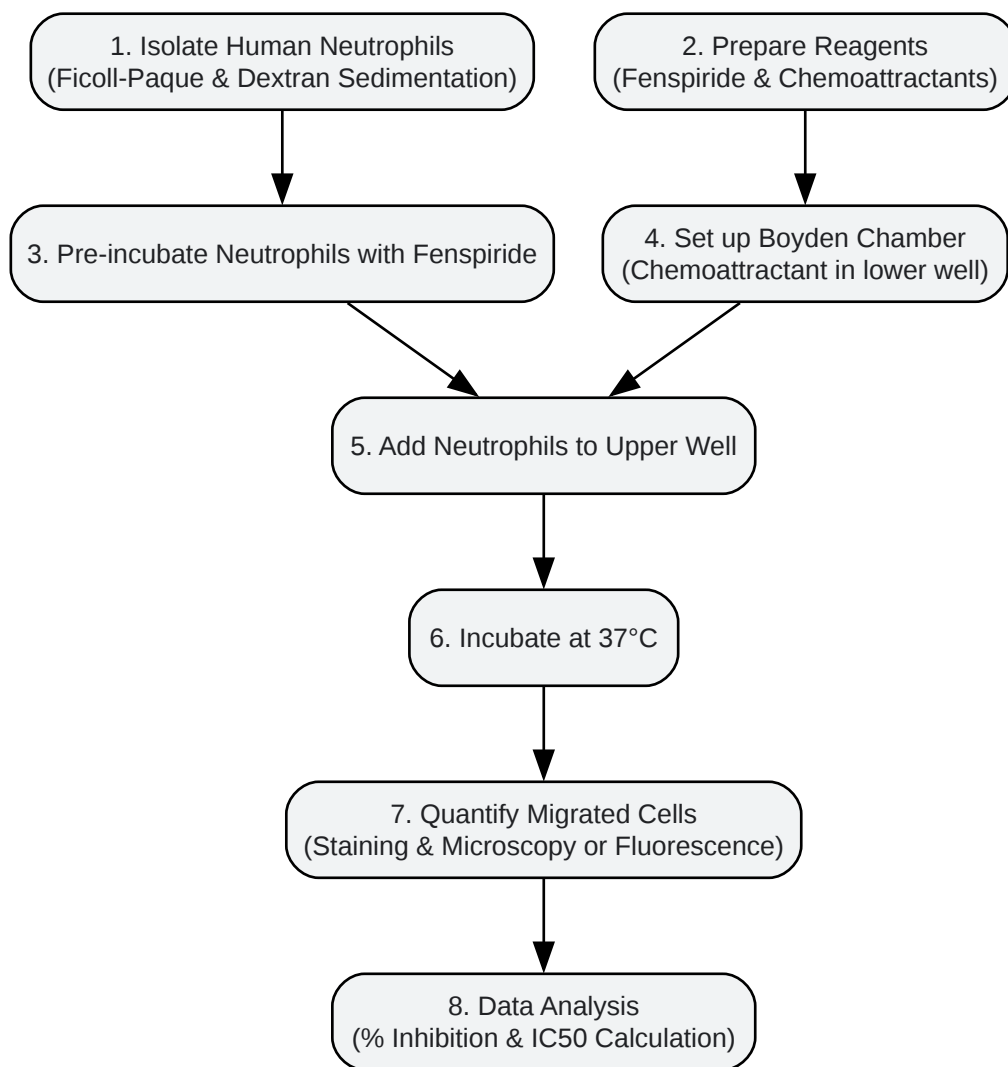 1. Isolate Human Neutrophils
(Ficoll-Paque & Dextran Sedimentation)
2. Prepare Reagents
(Fenspiride & Chemoattractants)
3. Pre-incubate Neutrophils with Fenspiride
4. Set up Boyden Chamber
(Chemoattractant in lower well)
5. Add Neutrophils to Upper Well
6. Incubate at 37°C
7. Quantify Migrated Cells
(Staining & Microscopy or Fluorescence)
8. Data Analysis
(% Inhibition & IC50 Calculation)